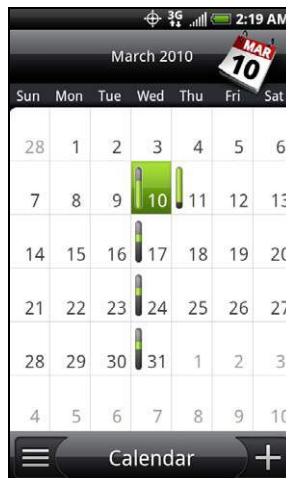 3G 2:19 AM
March 2010
MAR
10
Sun Mon Tue Wed Thu Fri Sat
28 1 2 3 4 5 6
7 8 9 10 11 12 13
14 15 16 17 18 19 20
21 22 23 24 25 26 27
28 29 30 31 1 2 3
4 5 6 7 8 9 10
Calendar